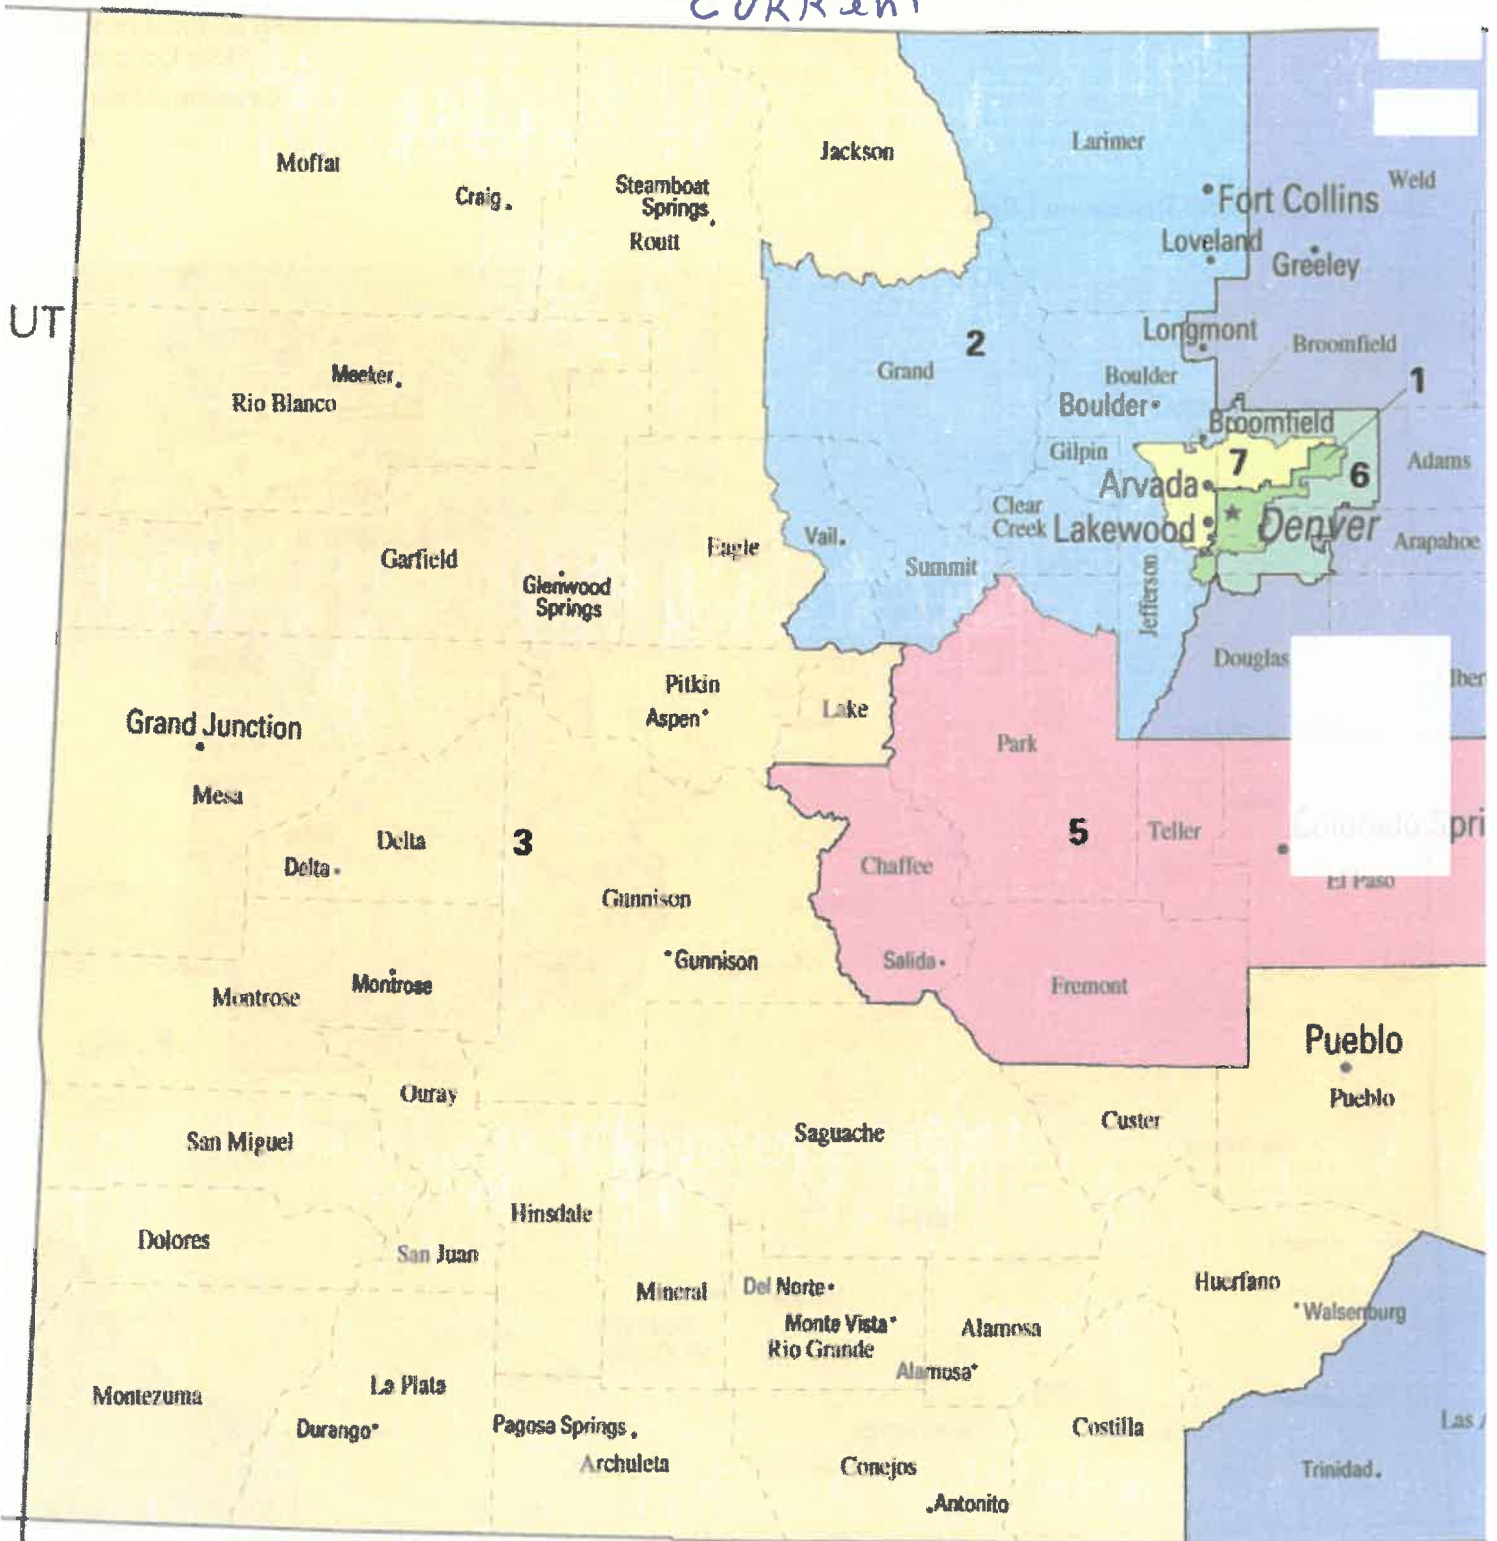 CURRent
Moffat
Craig
Steamboat
Springs
Routt
Jackson
Larimer
Fort Collins
Weld
Loveland
Greeley
UT
2
Grand
Longmont
Broomfield
1
Meeker
Rio Blanco
Boulder
Boulder
Broomfield
Gilpin
7
Adams
Arvada
6
Clear
Creek
Lakewood
Denver
Arapahoe
Vail
Eagle
Garfield
Summit
Glenwood
Springs
Jefferson
Douglas
lber
Pitkin
Aspen
Lake
Grand Junction
Park
Mesa
Delta
3
5
Teller
Colorado Spri
Delta
Chaffee
El Paso
Gunnison
Gunnison
Salida
Fremont
Montrose
Montrose
Pueblo
Pueblo
Ouray
Custer
San Miguel
Saguache
Hinsdale
Dolores
San Juan
Mineral
Del Norte
Huerfano
Walsenburg
Monte Vista
Rio Grande
Alamosa
Alamosa
Montezuma
La Plata
Durango
Pagosa Springs
Archuleta
Costilla
Las
Conejos
Trinidad
Antonito